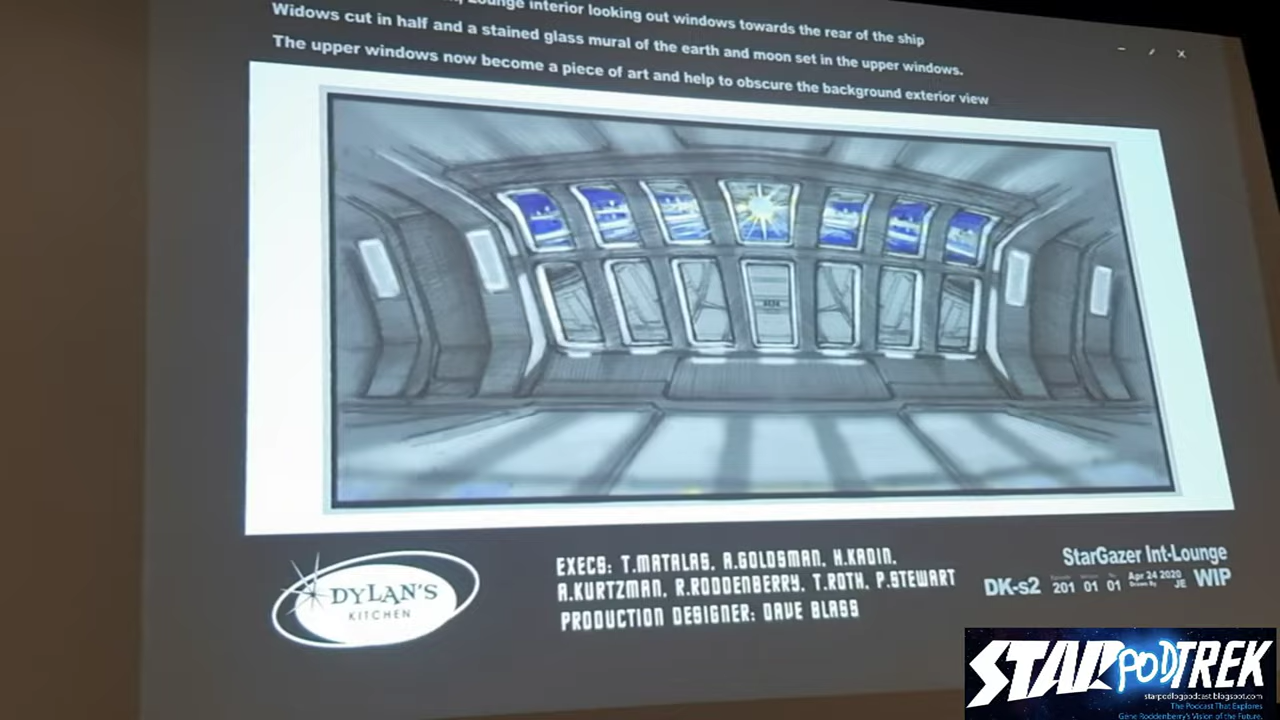 Lounge interior looking out windows towards the rear of the ship
Widows cut in half and a stained glass mural of the earth and moon set in the upper windows.
The upper windows now become a piece of art and help to obscure the background exterior view
DYLAN'S
KITCHEN
EXECS: T.MATALAS, A.GOLDSMAN, H.KADIN,
A.KURTZMAN, R.RODDENBERRY, T.ROTH, P.STEWART
PRODUCTION DESIGNER: DAVE BLASS
StarGazer Int-Lounge
DK-s2 201 01 01 Apr 24 2020 JE WIP
STARPODTREK
starpodlogpodcast.blogspot.com
The Podcast That Explores
Gene Roddenberry's Vision of the Future.